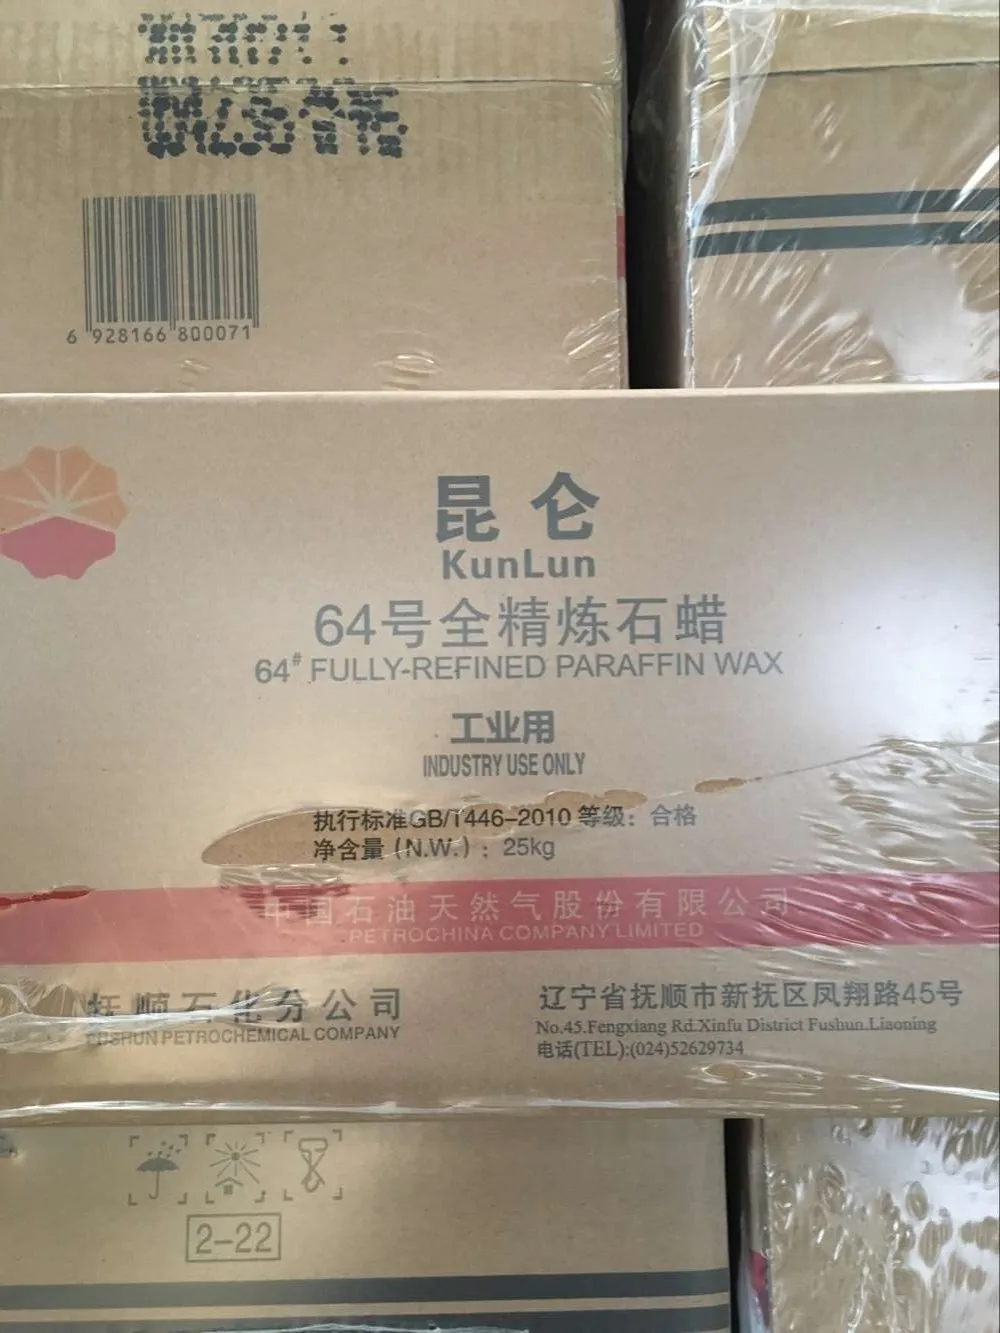 6 928166 800071
昆仑
KunLun
64号全精炼石蜡
64# FULLY-REFINED PARAFFIN WAX
工业用
INDUSTRY USE ONLY
执行标准GB/T446-2010 等级：合格
净含量 (N.W.)：25kg
中国石油天然气股份有限公司
PETROCHINA COMPANY LIMITED
抚顺石化分公司
FUSHUN PETROCHEMICAL COMPANY
辽宁省抚顺市新抚区凤翔路45号
No.45.Fengxiang Rd.Xinfu District Fushun.Liaoning
电话(TEL):(024)52629734
2-22